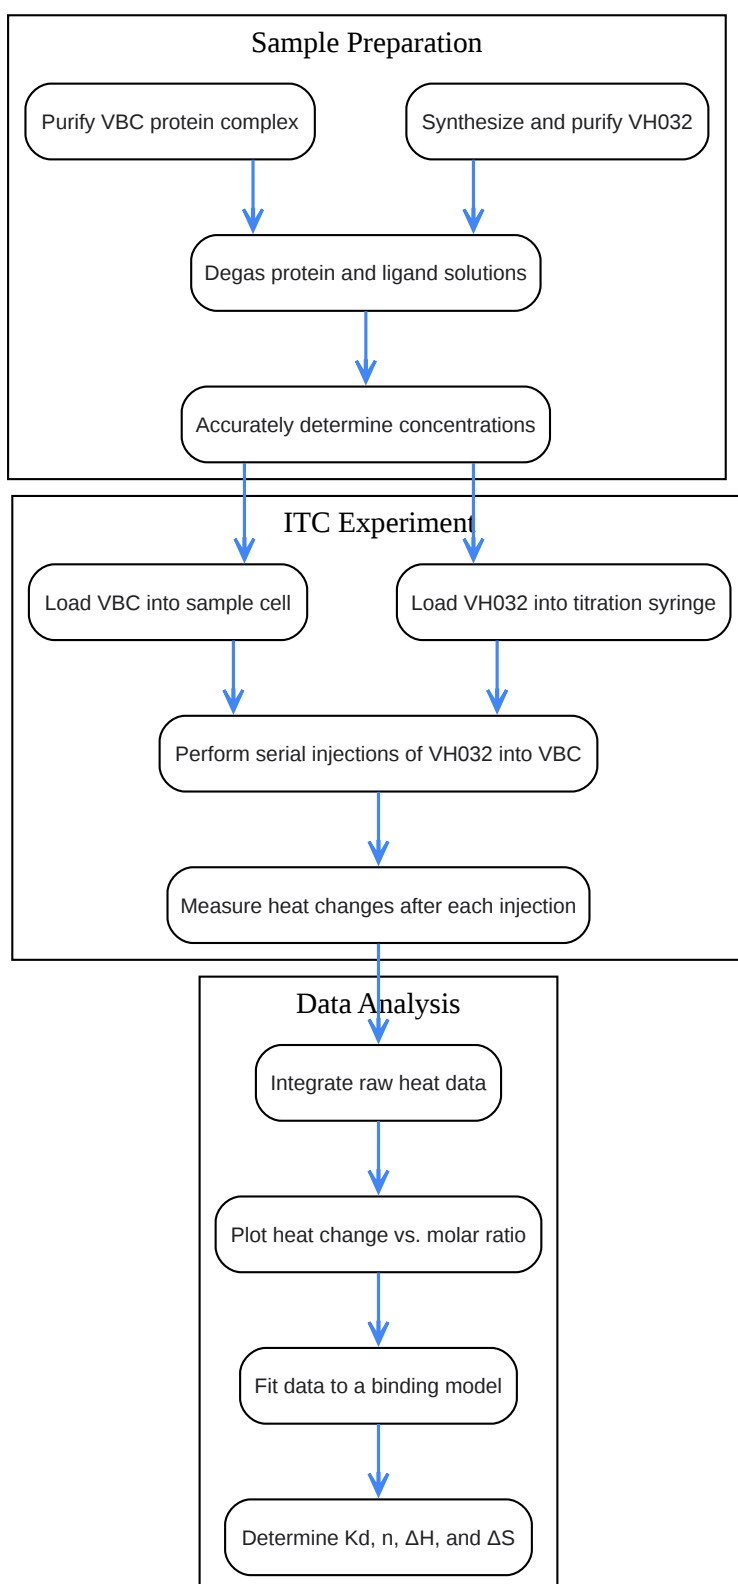 Sample Preparation
Purify VBC protein complex
Synthesize and purify VH032
Degas protein and ligand solutions
Accurately determine concentrations
ITC Experiment
Load VBC into sample cell
Load VH032 into titration syringe
Perform serial injections of VH032 into VBC
Measure heat changes after each injection
Data Analysis
Integrate raw heat data
Plot heat change vs. molar ratio
Fit data to a binding model
Determine Kd, n, ΔH, and ΔS